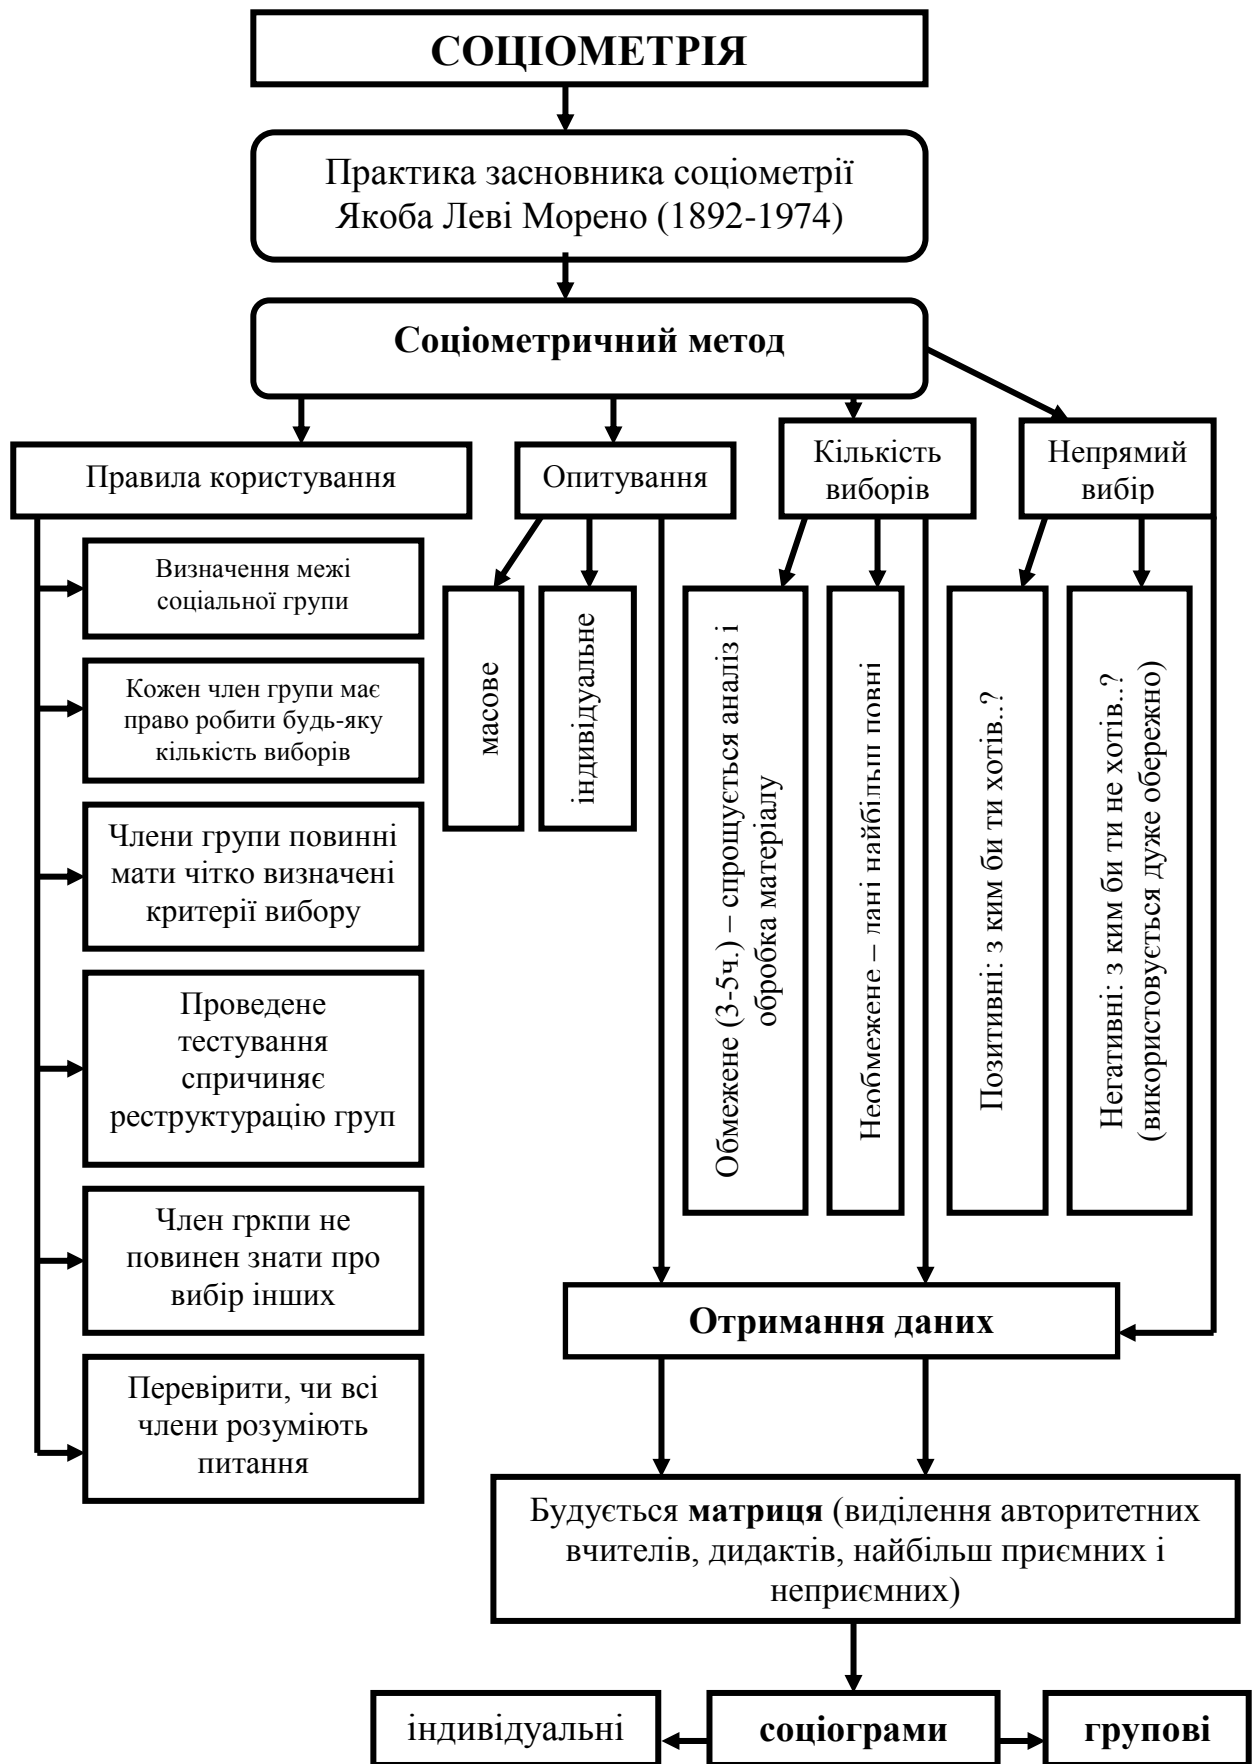 СОЦІОМЕТРІЯ
Практика засновника соціометрії
Якоба Леві Морено (1892-1974)
Соціометричний метод
Правила користування
Опитування
Кількість
виборів
Непрямий
вибір
Визначення межі
соціальної групи
Кожен член групи має
право робити будь-яку
кількість виборів
Члени групи повинні
мати чітко визначені
критерії вибору
Проведене
тестування
спричиняє
реструктурацію груп
Член гркпи не
повинен знати про
вибір інших
Перевірити, чи всі
члени розуміють
питання
масове
індивідуальне
Обмежене (3-5ч.) – спрощується аналіз і
обробка матеріалу
Необмежене – дані найбільш повні
Позитивні: з ким би ти хотів..?
Негативні: з ким би ти не хотів..?
(використовується дуже обережно)
Отримання даних
Будується матриця (виділення авторитетних
вчителів, дидактів, найбільш приємних і
неприємних)
індивідуальні
соціограми
групові